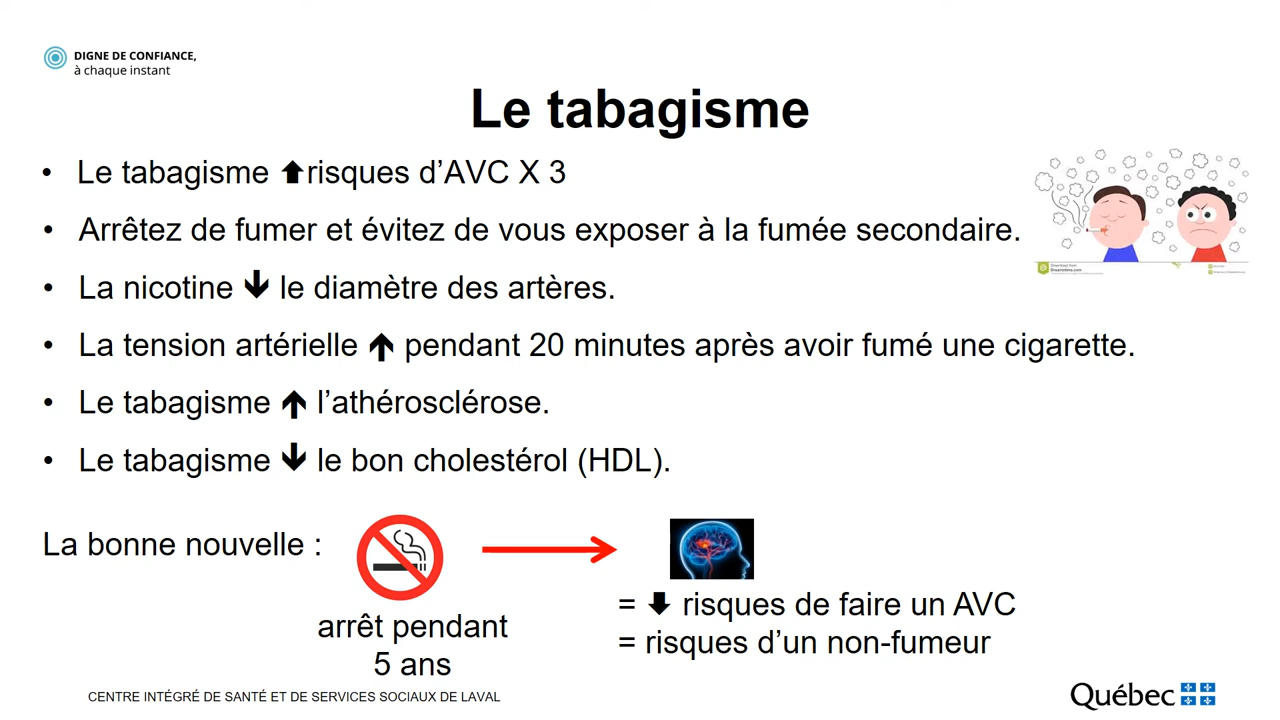 DIGNE DE CONFIANCE,
à chaque instant
Le tabagisme
• Le tabagisme ⬆risques d’AVC X 3
• Arrêtez de fumer et évitez de vous exposer à la fumée secondaire.
• La nicotine 🡫 le diamètre des artères.
• La tension artérielle 🡩 pendant 20 minutes après avoir fumé une cigarette.
• Le tabagisme 🡩 l’athérosclérose.
• Le tabagisme 🡫 le bon cholestérol (HDL).
La bonne nouvelle :
arrêt pendant
5 ans
= ⬇ risques de faire un AVC
= risques d’un non-fumeur
CENTRE INTÉGRÉ DE SANTÉ ET DE SERVICES SOCIAUX DE LAVAL
Québec